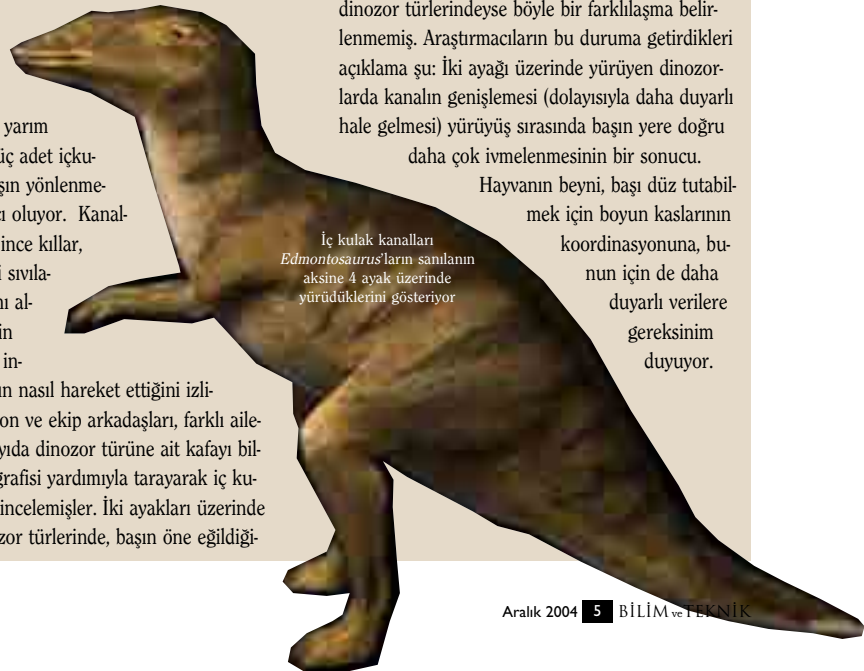 yarım
üç adet içku-
şın yönlenme-
cı oluyor. Kanal-
ince kıllar,
i sıvıla-
nı al-
in
in-
ın nasıl hareket ettiğini izli-
on ve ekip arkadaşları, farklı aile-
yıda dinozor türüne ait kafayı bil-
grafisi yardımıyla tarayarak iç ku-
incelemişler. İki ayakları üzerinde
zor türlerinde, başın öne eğildiği-
dinozor türlerindeyse böyle bir farklılaşma belir-
lenmemiş. Araştırmacıların bu duruma getirdikleri
açıklama şu: İki ayağı üzerinde yürüyen dinozor-
larda kanalın genişlemesi (dolayısıyla daha duyarlı
hale gelmesi) yürüyüş sırasında başın yere doğru
daha çok ivmelenmesinin bir sonucu.
Hayvanın beyni, başı düz tutabil-
mek için boyun kaslarının
koordinasyonuna, bu-
nun için de daha
duyarlı verilere
gereksinim
duyuyor.
İç kulak kanalları
Edmontosaurus'ların sanılanın
aksine 4 ayak üzerinde
yürüdüklerini gösteriyor
Aralık 2004 5 BİLİM ve TEKNİK